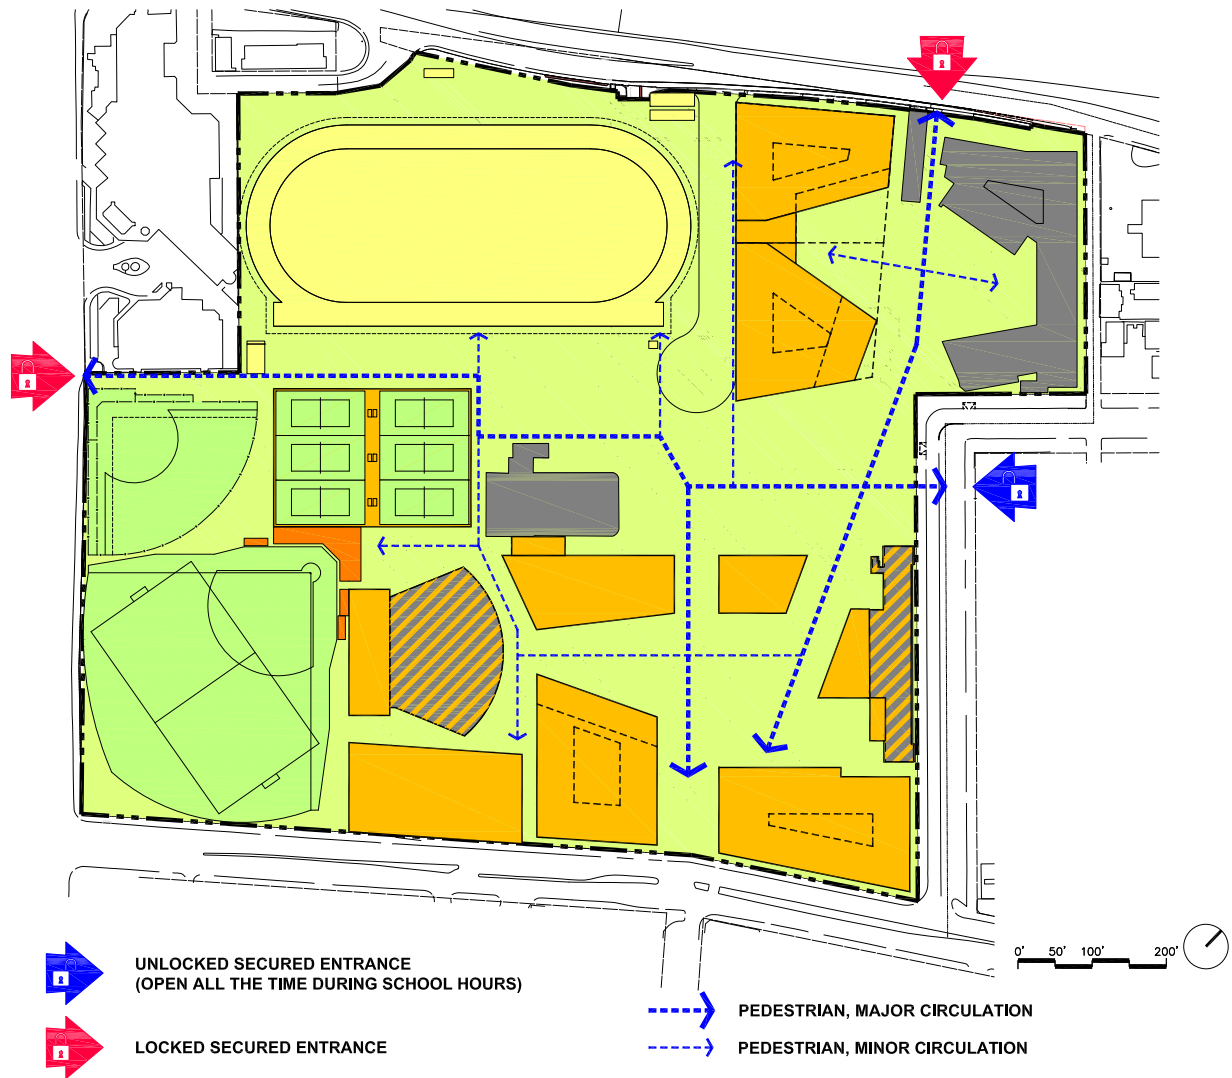 0' 50' 100' 200'
UNLOCKED SECURED ENTRANCE
(OPEN ALL THE TIME DURING SCHOOL HOURS)
PEDESTRIAN, MAJOR CIRCULATION
LOCKED SECURED ENTRANCE
PEDESTRIAN, MINOR CIRCULATION